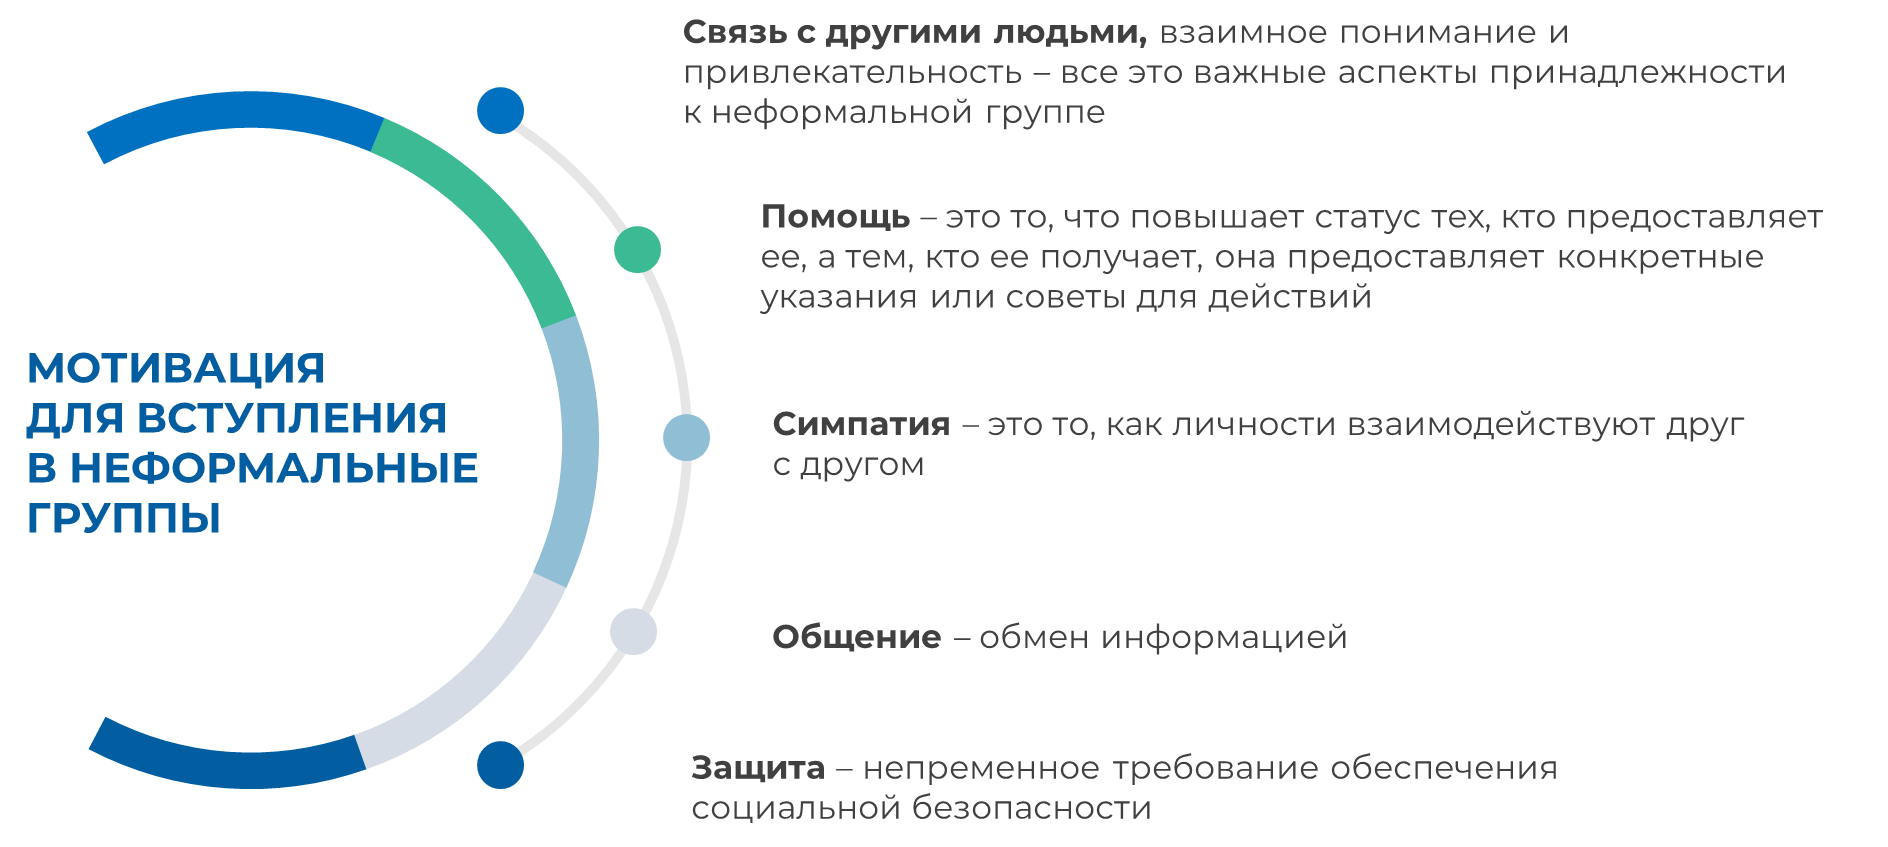 МОТИВАЦИЯ
ДЛЯ ВСТУПЛЕНИЯ
В НЕФОРМАЛЬНЫЕ
ГРУППЫ
Связь с другими людьми, взаимное понимание и
привлекательность – все это важные аспекты принадлежности
к неформальной группе
Помощь – это то, что повышает статус тех, кто предоставляет
ее, а тем, кто ее получает, она предоставляет конкретные
указания или советы для действий
Симпатия – это то, как личности взаимодействуют друг
с другом
Общение – обмен информацией
Защита – непременное требование обеспечения
социальной безопасности